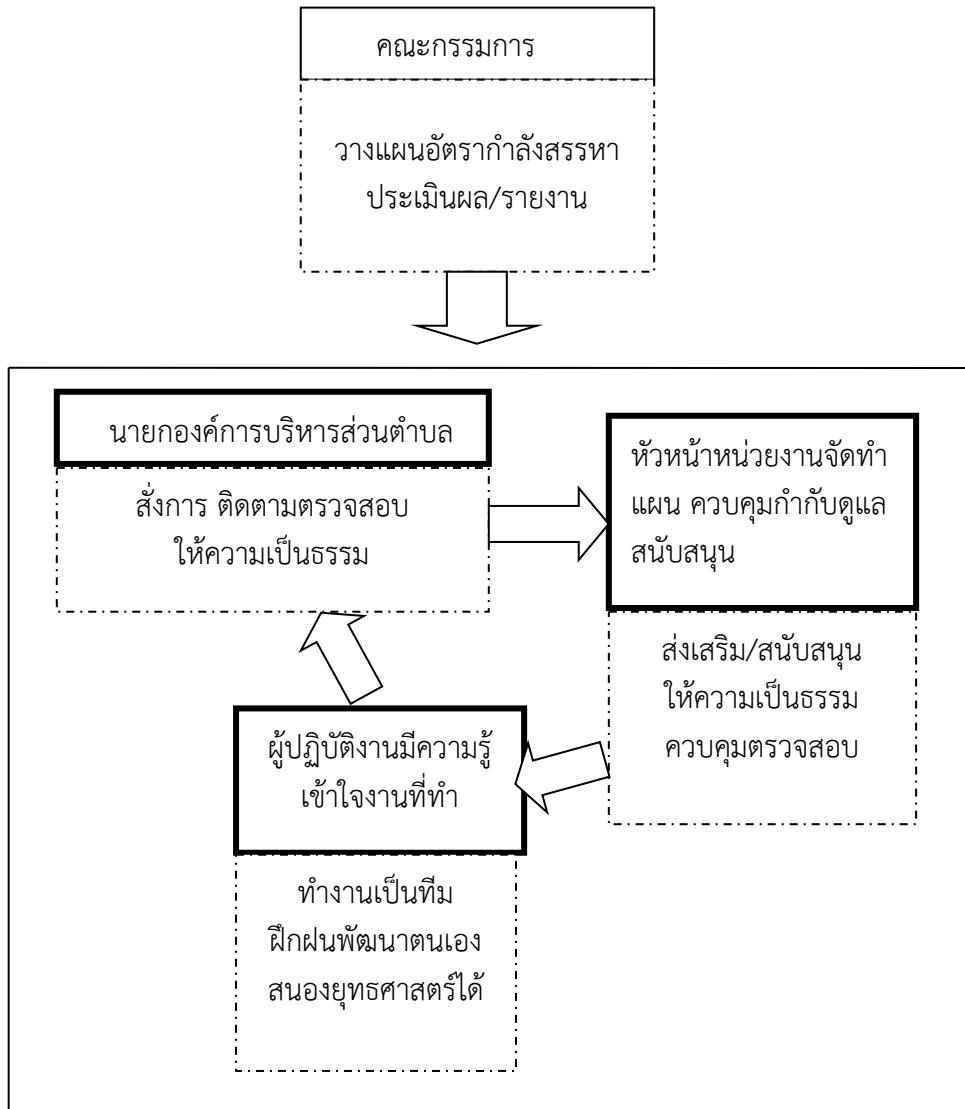 คณะกรรมการ
วางแผนอัตรากำลังสรรหา
ประเมินผล/รายงาน
นายกองค์การบริหารส่วนตำบล
สั่งการ ติดตามตรวจสอบ
ให้ความเป็นธรรม
หัวหน้าหน่วยงานจัดทำ
แผน ควบคุมกำกับดูแล
สนับสนุน
ส่งเสริม/สนับสนุน
ให้ความเป็นธรรม
ควบคุมตรวจสอบ
ผู้ปฏิบัติงานมีความรู้
เข้าใจงานที่ทำ
ทำงานเป็นทีม
ฝึกฝนพัฒนาตนเอง
สนองยุทธศาสตร์ได้